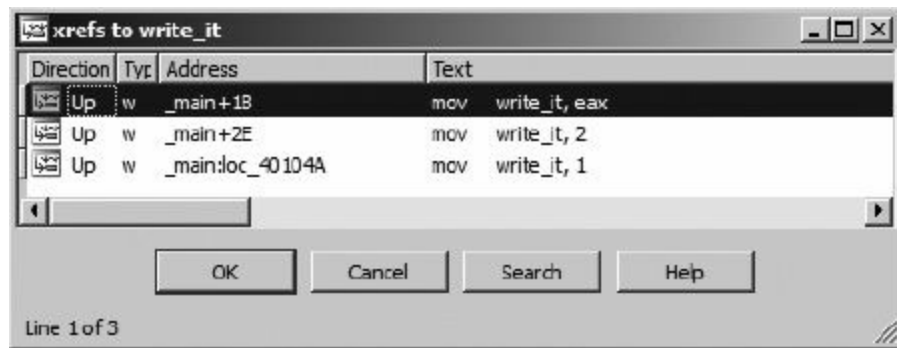 xrefs to write_it
Direction Typ Address Text
Up w _main+1B mov write_it, eax
Up w _main+2E mov write_it, 2
Up w _main:loc_40104A mov write_it, 1
OK Cancel Search Help
Line 1 of 3